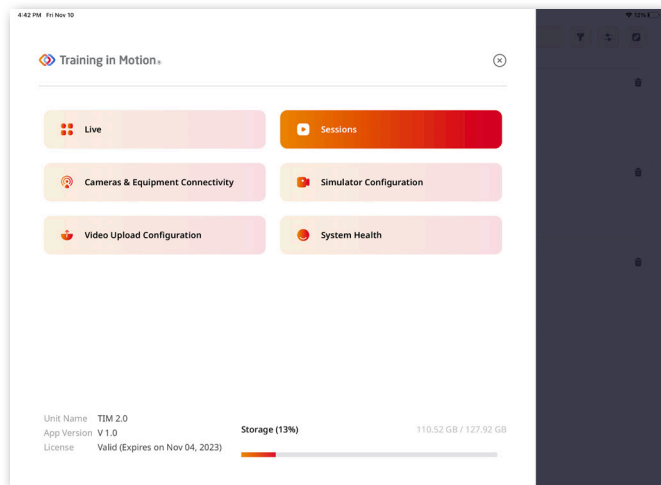 4:42 PM Fri Nov 10
12%
Training in Motion®
Live
Sessions
Cameras & Equipment Connectivity
Simulator Configuration
Video Upload Configuration
System Health
Unit Name TIM 2.0
App Version V 1.0
License Valid (Expires on Nov 04, 2023)
Storage (13%) 110.52 GB / 127.92 GB